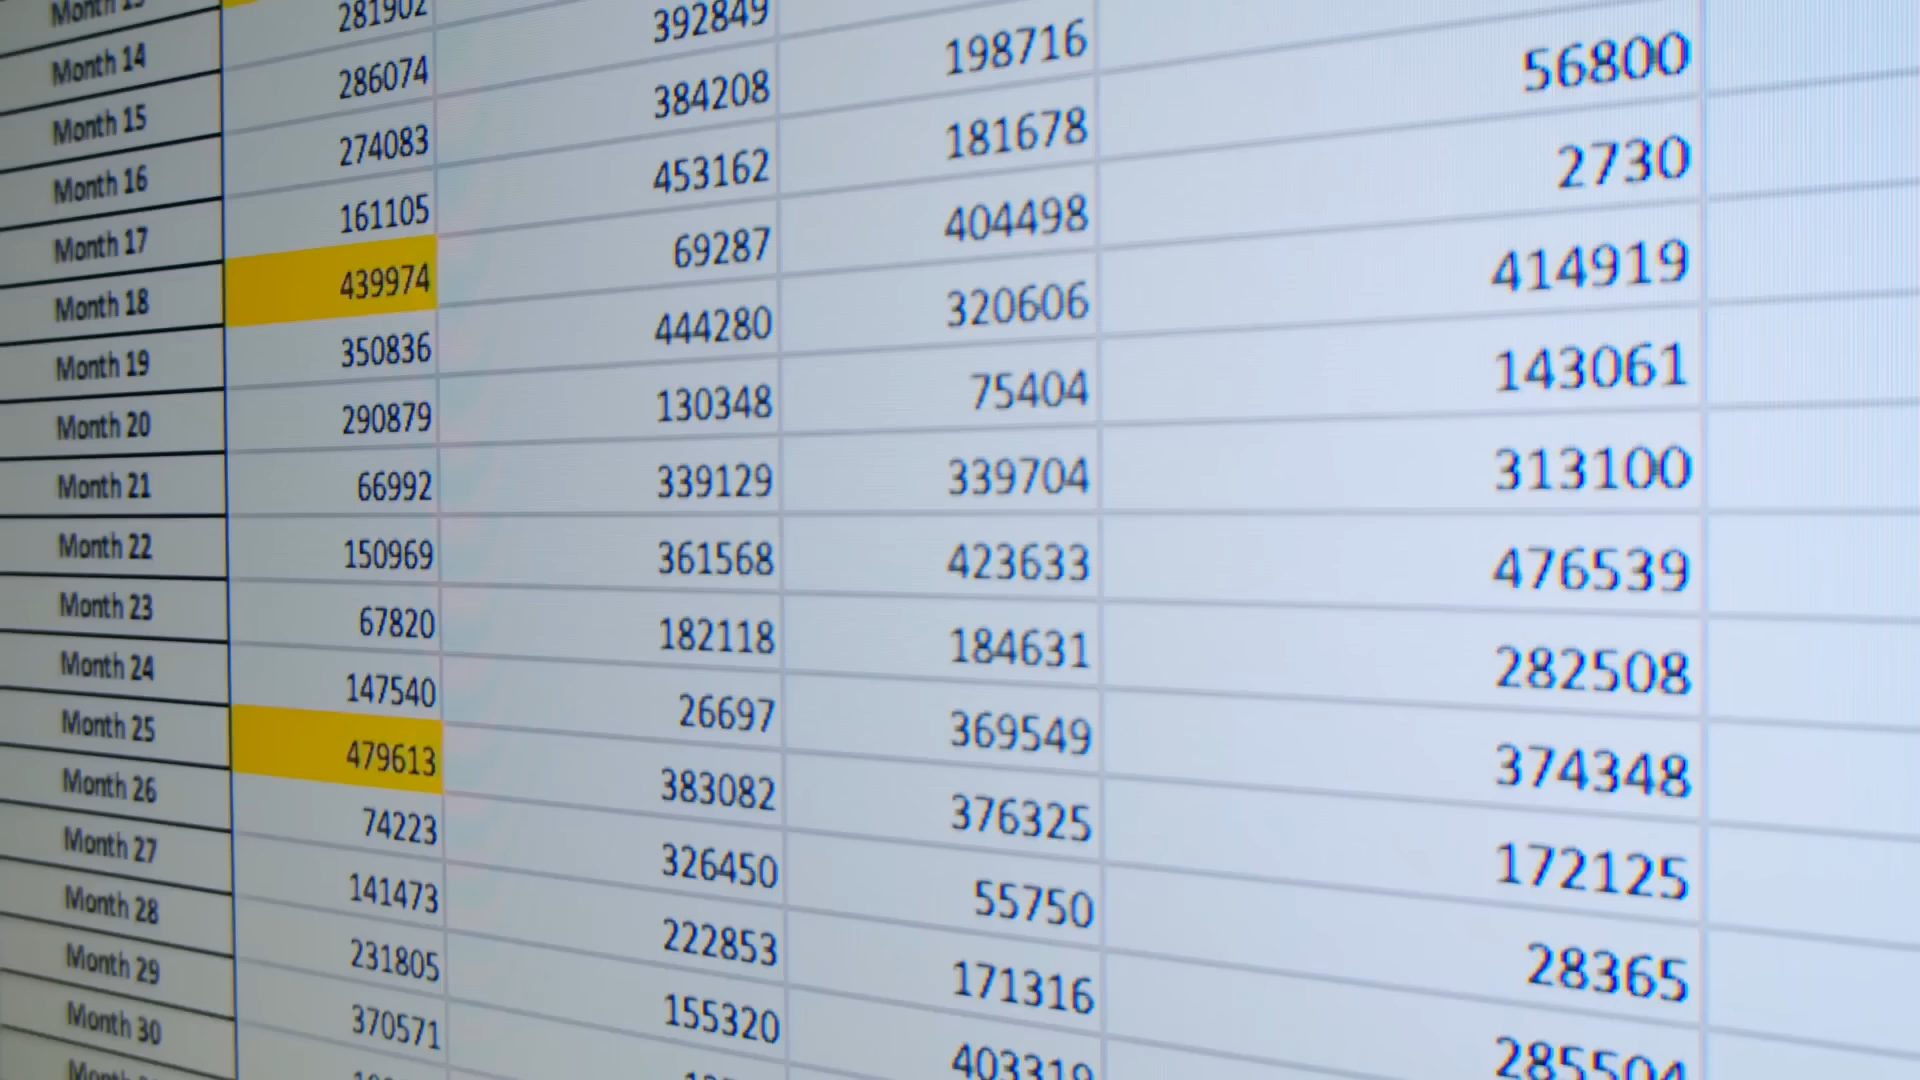 Month 14 281902
Month 15 286074 392849
Month 16 274083 384208 198716
Month 17 161105 453162 181678 56800
Month 18 439974 69287 404498 2730
Month 19 350836 444280 320606 414919
Month 20 290879 130348 75404 143061
Month 21 66992 339129 339704 313100
Month 22 150969 361568 423633 476539
Month 23 67820 182118 184631 282508
Month 24 147540 26697 369549 374348
Month 25 479613 383082 376325 172125
Month 26 74223 326450 55750 28365
Month 27 141473 222853 171316 285504
Month 28 231805 155320 403319
Month 29 370571
Month 30